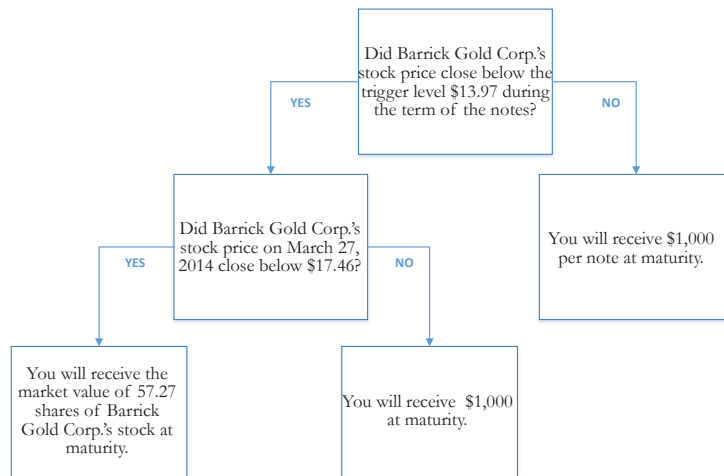 Did Barrick Gold Corp.'s
stock price close below the
trigger level $13.97 during
the term of the notes?
YES
NO
Did Barrick Gold Corp.'s
stock price on March 27,
2014 close below $17.46?
You will receive $1,000
per note at maturity.
YES
NO
You will receive the
market value of 57.27
shares of Barrick
Gold Corp.'s stock at
maturity.
You will receive  $1,000
at maturity.